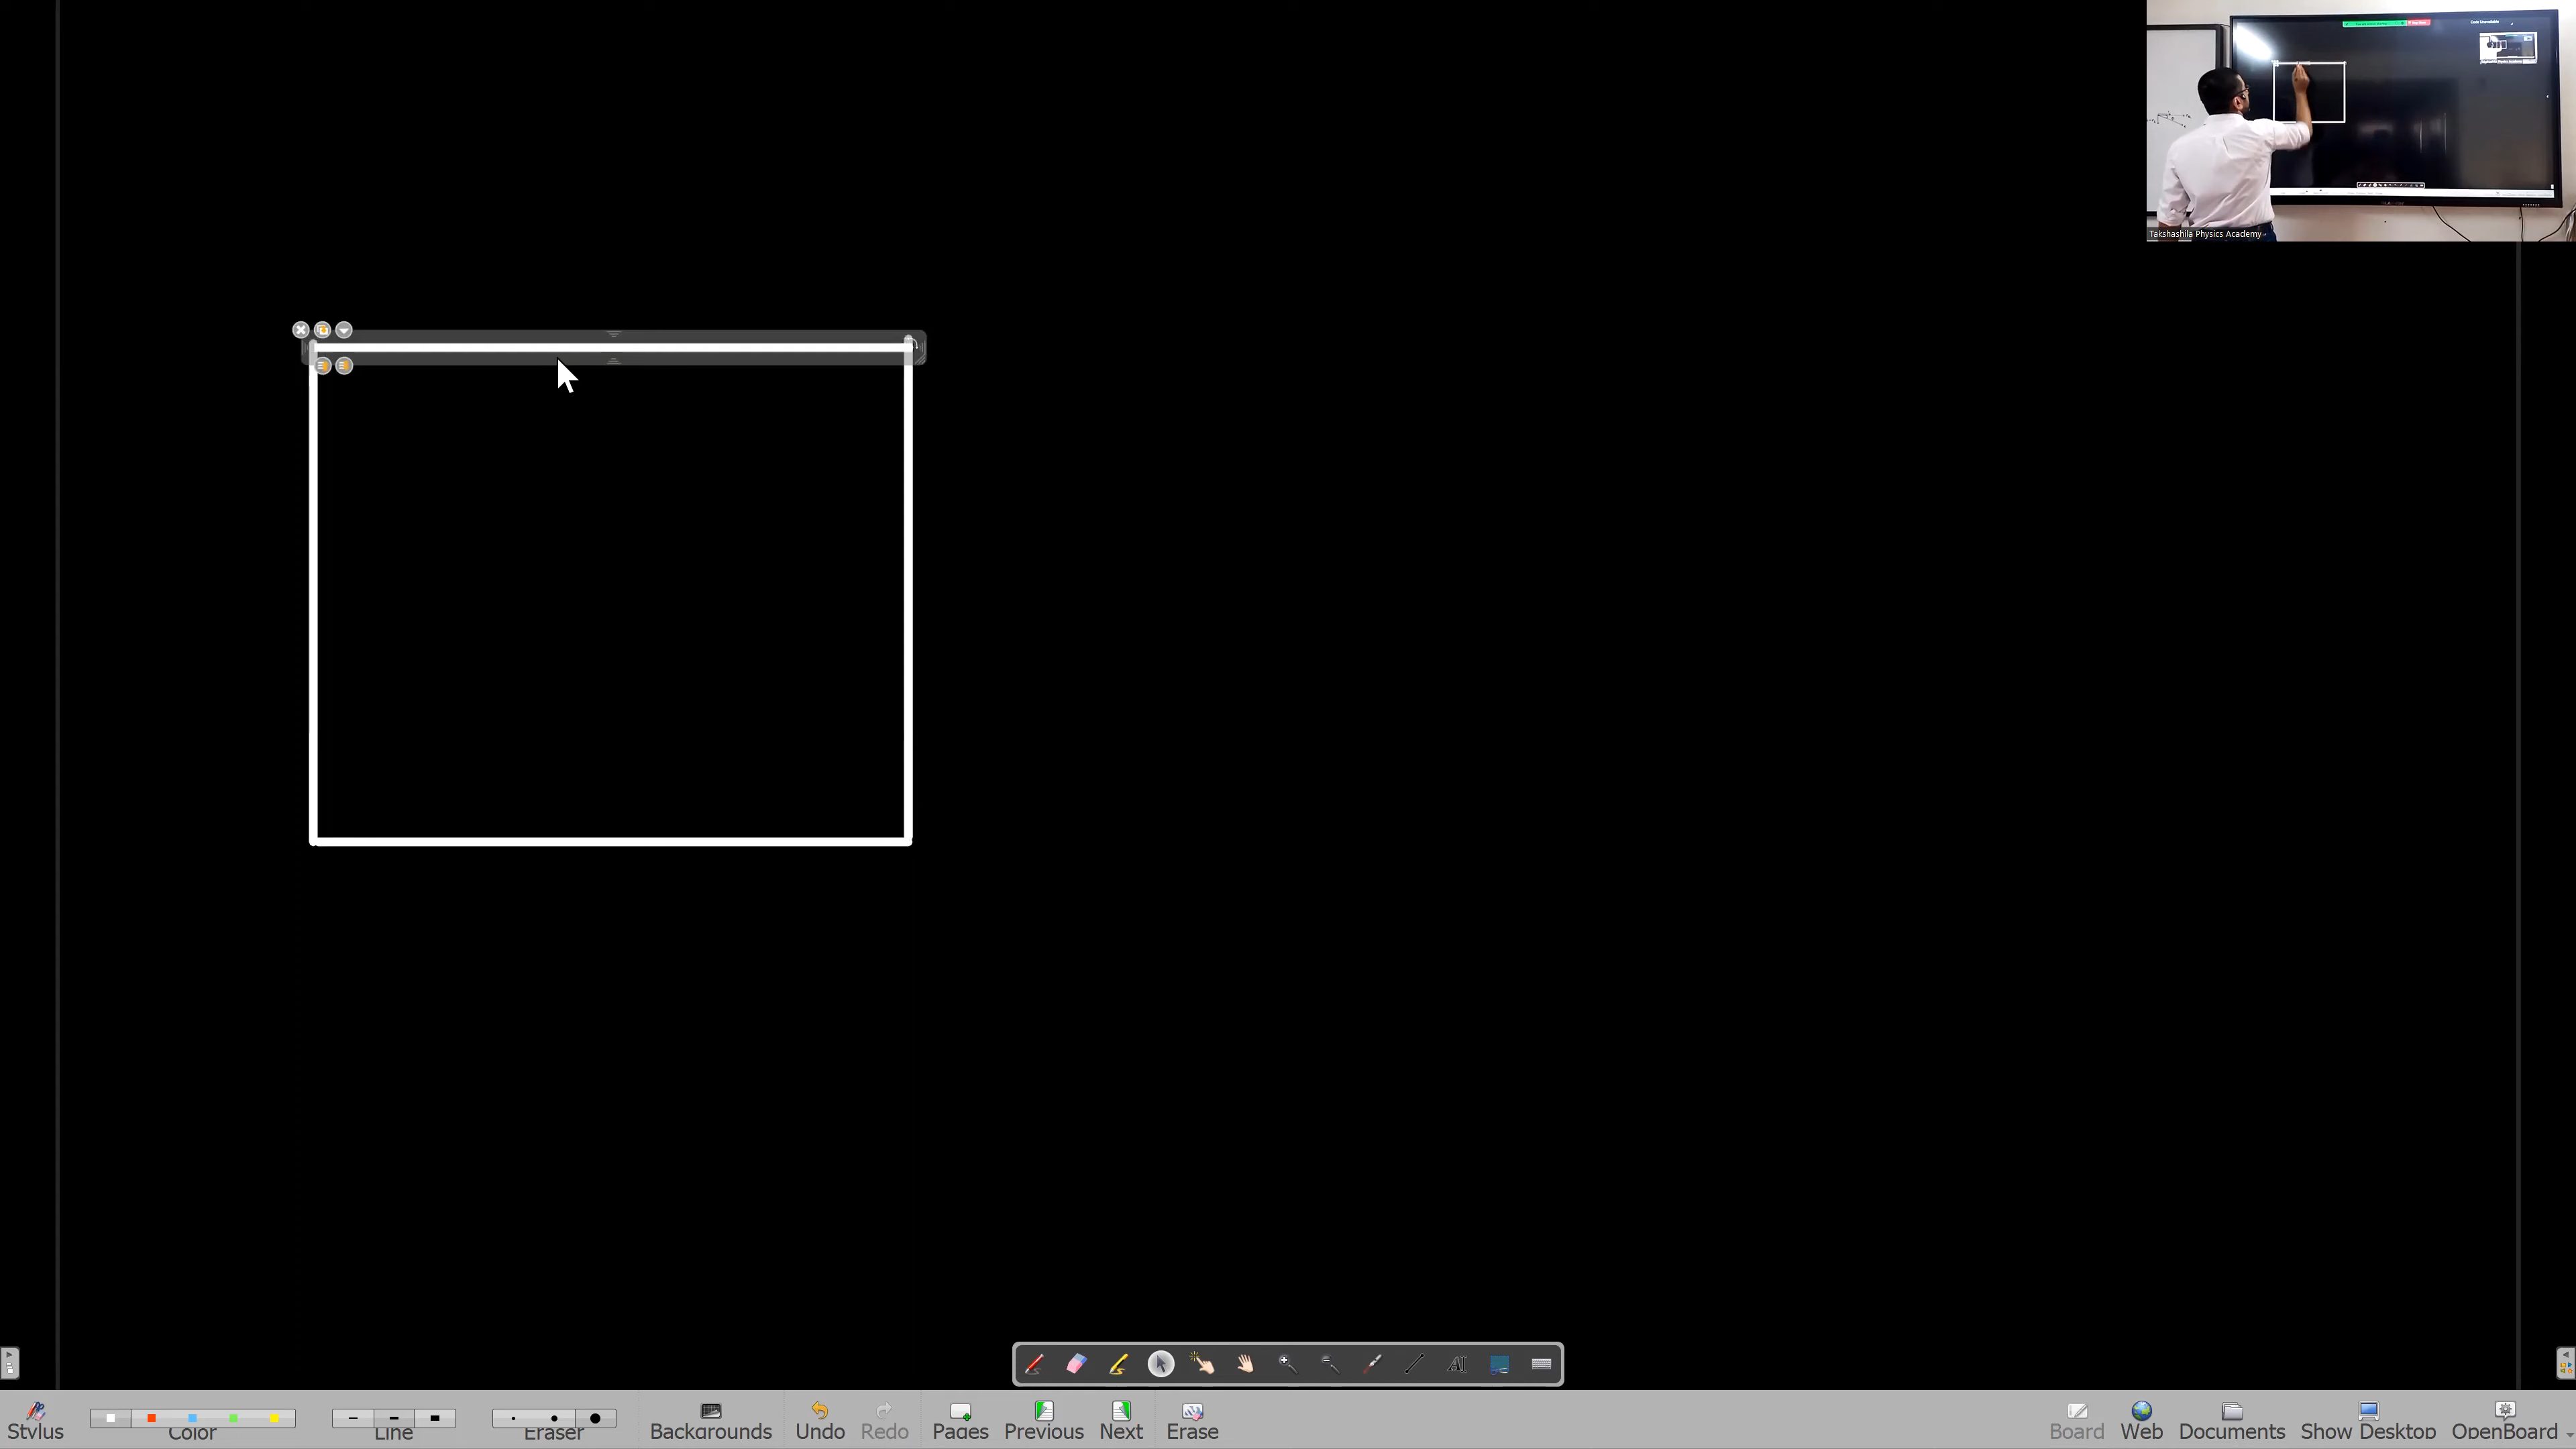 Takshashila Physics Academy
AI
Stylus
Color
Line
Eraser
Backgrounds
Undo
Redo
Pages
Previous
Next
Erase
Board
Web
Documents
Show Desktop
OpenBoard